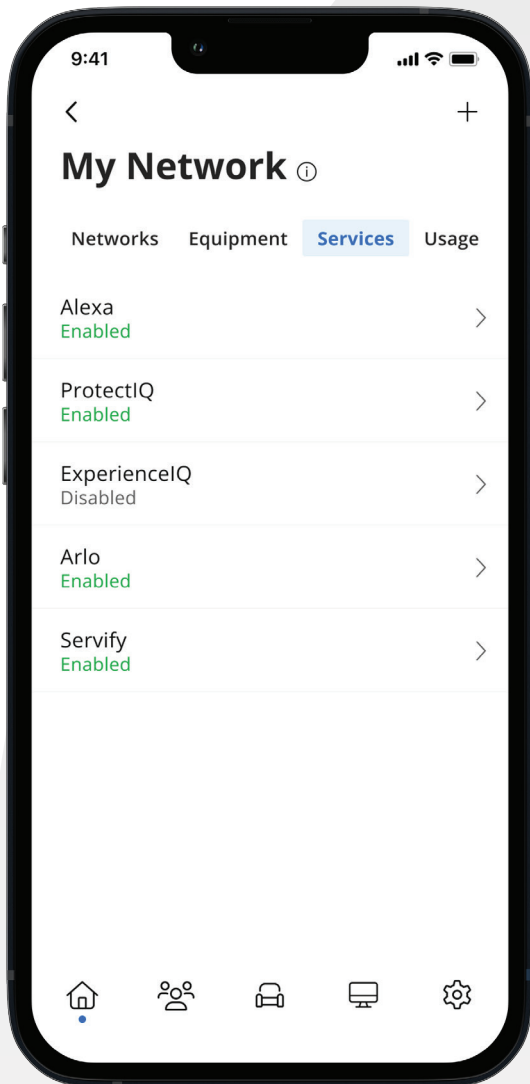 9:41
My Network
Networks Equipment Services Usage
Alexa
Enabled
ProtectIQ
Enabled
ExperienceIQ
Disabled
Arlo
Enabled
Servify
Enabled